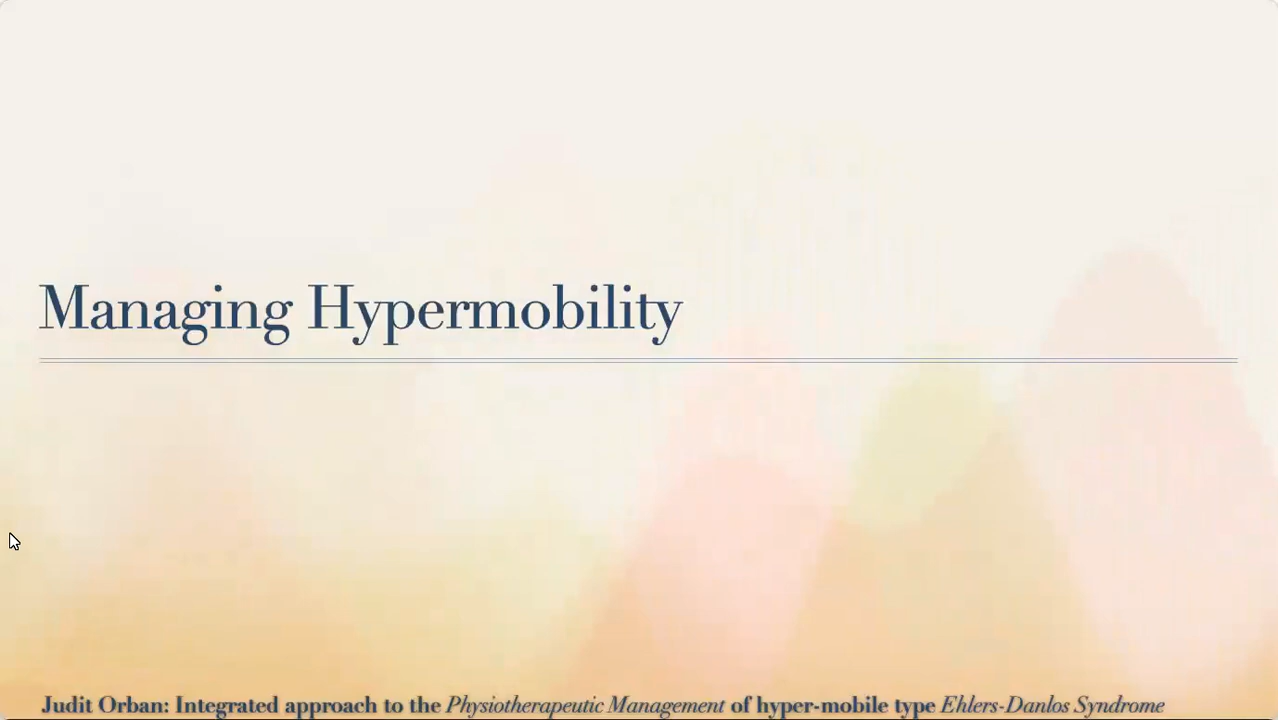 Managing Hypermobility
Judit Orban: Integrated approach to the Physiotherapeutic Management of hyper-mobile type Ehlers-Danlos Syndrome